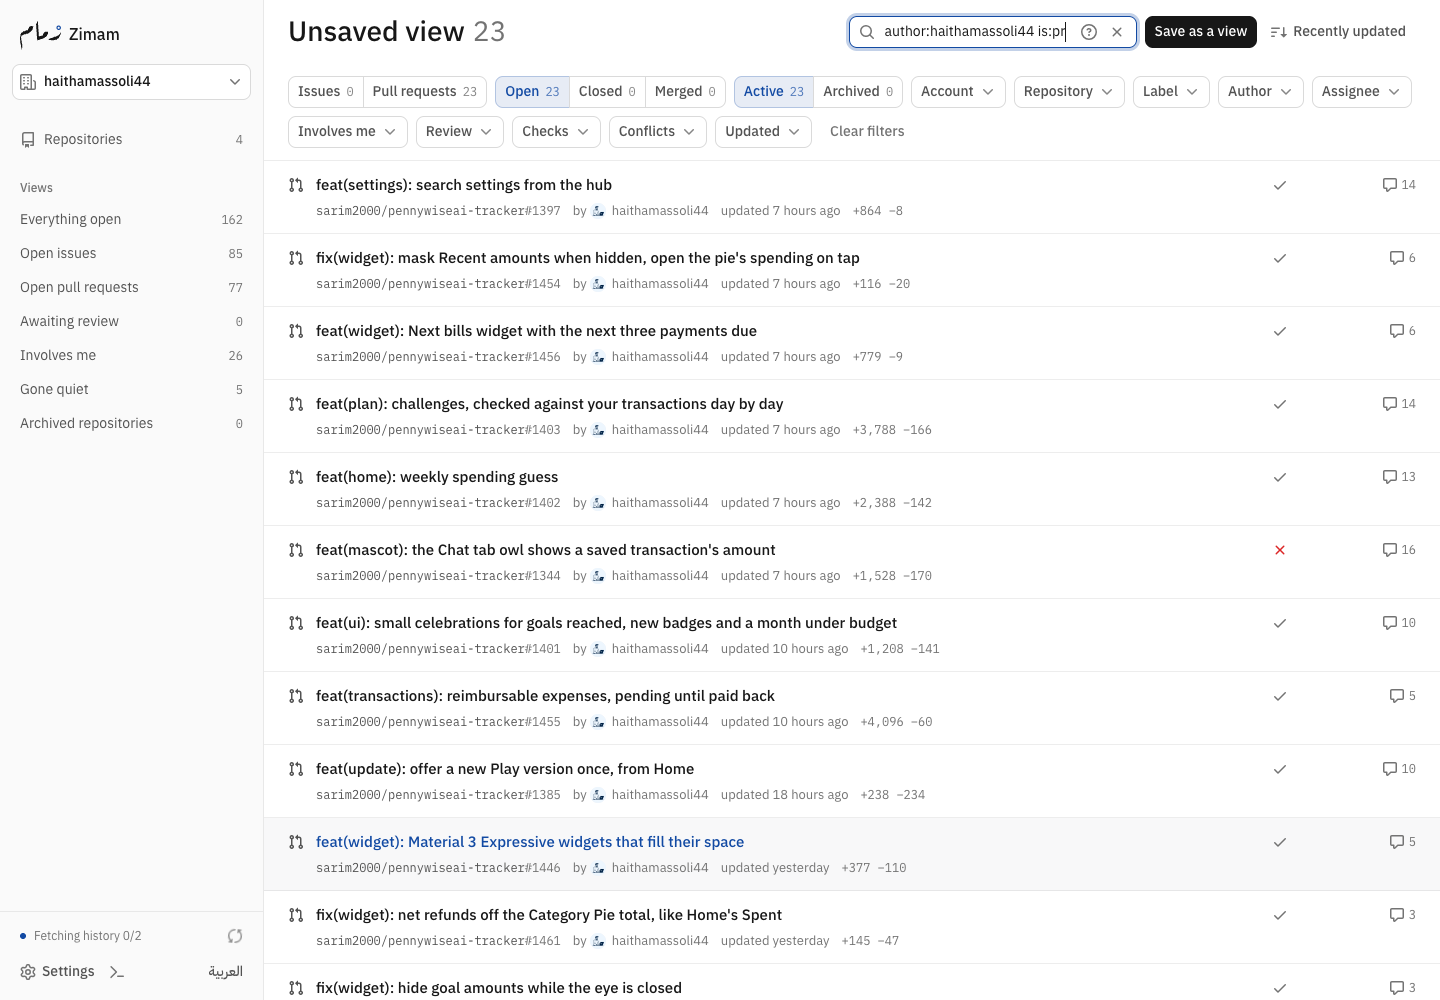 زمام Zimam
haithamassoli44
Repositories 4
Views
Everything open 162
Open issues 85
Open pull requests 77
Awaiting review 0
Involves me 26
Gone quiet 5
Archived repositories 0
Fetching history 0/2
Settings العربية
Unsaved view 23
author:haithamassoli44 is:pr
Save as a view
Recently updated
Issues 0 Pull requests 23 Open 23 Closed 0 Merged 0 Active 23 Archived 0 Account Repository Label Author Assignee
Involves me Review Checks Conflicts Updated Clear filters
feat(settings): search settings from the hub 14
sarim2000/pennywiseai-tracker#1397 by haithamassoli44 updated 7 hours ago +864 −8
fix(widget): mask Recent amounts when hidden, open the pie's spending on tap 6
sarim2000/pennywiseai-tracker#1454 by haithamassoli44 updated 7 hours ago +116 −20
feat(widget): Next bills widget with the next three payments due 6
sarim2000/pennywiseai-tracker#1456 by haithamassoli44 updated 7 hours ago +779 −9
feat(plan): challenges, checked against your transactions day by day 14
sarim2000/pennywiseai-tracker#1403 by haithamassoli44 updated 7 hours ago +3,788 −166
feat(home): weekly spending guess 13
sarim2000/pennywiseai-tracker#1402 by haithamassoli44 updated 7 hours ago +2,388 −142
feat(mascot): the Chat tab owl shows a saved transaction's amount 16
sarim2000/pennywiseai-tracker#1344 by haithamassoli44 updated 7 hours ago +1,528 −170
feat(ui): small celebrations for goals reached, new badges and a month under budget 10
sarim2000/pennywiseai-tracker#1401 by haithamassoli44 updated 10 hours ago +1,208 −141
feat(transactions): reimbursable expenses, pending until paid back 5
sarim2000/pennywiseai-tracker#1455 by haithamassoli44 updated 10 hours ago +4,096 −60
feat(update): offer a new Play version once, from Home 10
sarim2000/pennywiseai-tracker#1385 by haithamassoli44 updated 18 hours ago +238 −234
feat(widget): Material 3 Expressive widgets that fill their space 5
sarim2000/pennywiseai-tracker#1446 by haithamassoli44 updated yesterday +377 −110
fix(widget): net refunds off the Category Pie total, like Home's Spent 3
sarim2000/pennywiseai-tracker#1461 by haithamassoli44 updated yesterday +145 −47
fix(widget): hide goal amounts while the eye is closed 3